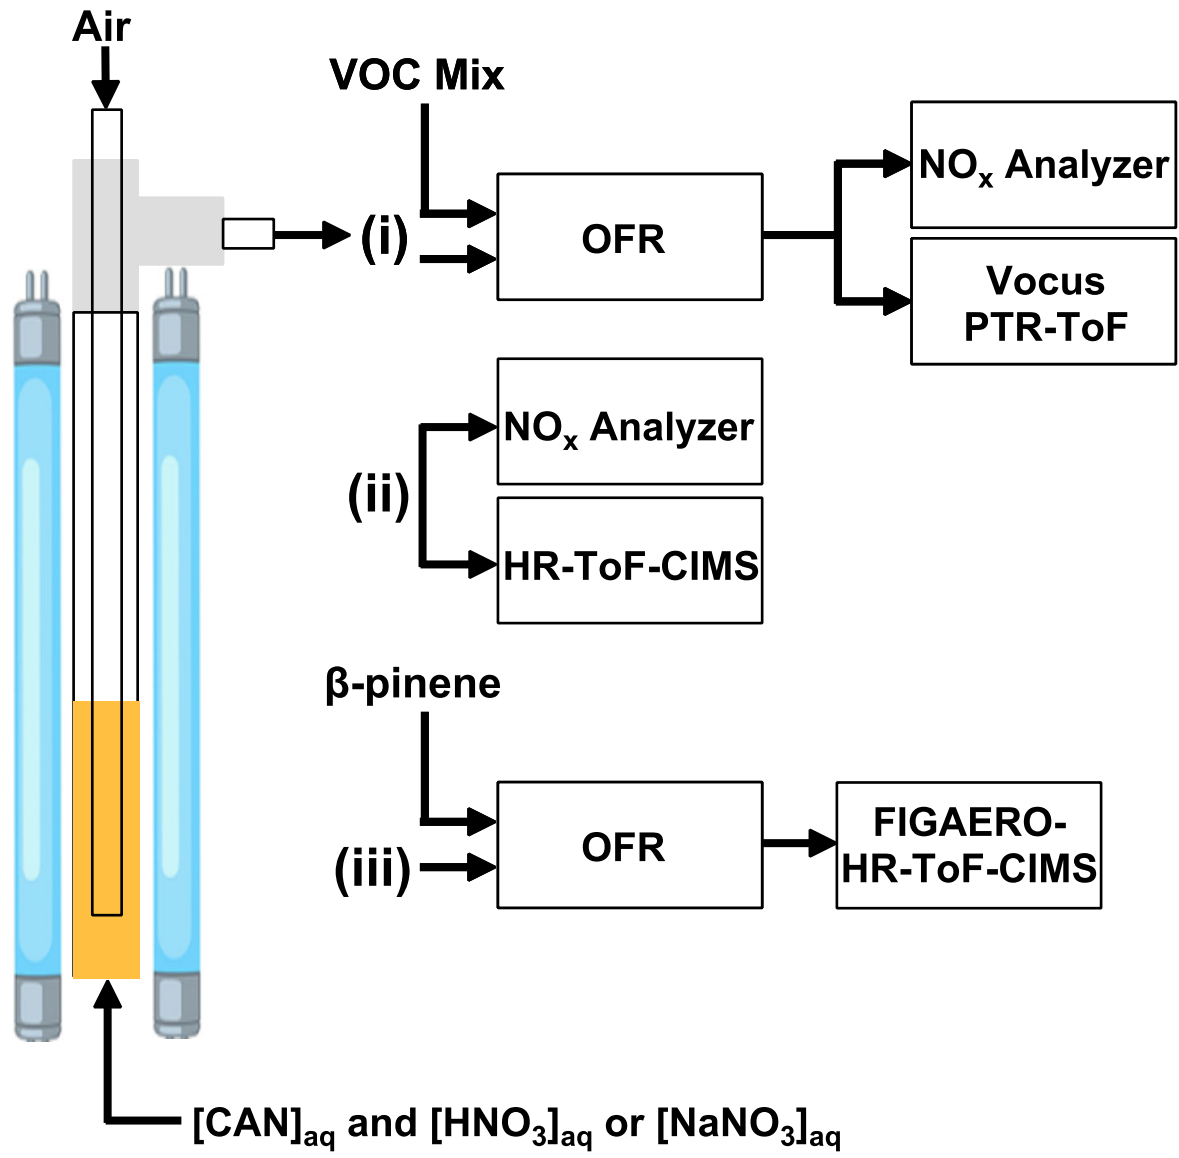 Air
VOC Mix
(i)
OFR
NOx Analyzer
Vocus
PTR-ToF
(ii)
NOx Analyzer
HR-ToF-CIMS
β-pinene
(iii)
OFR
FIGAERO-
HR-ToF-CIMS
[CAN]aq and [HNO3]aq or [NaNO3]aq